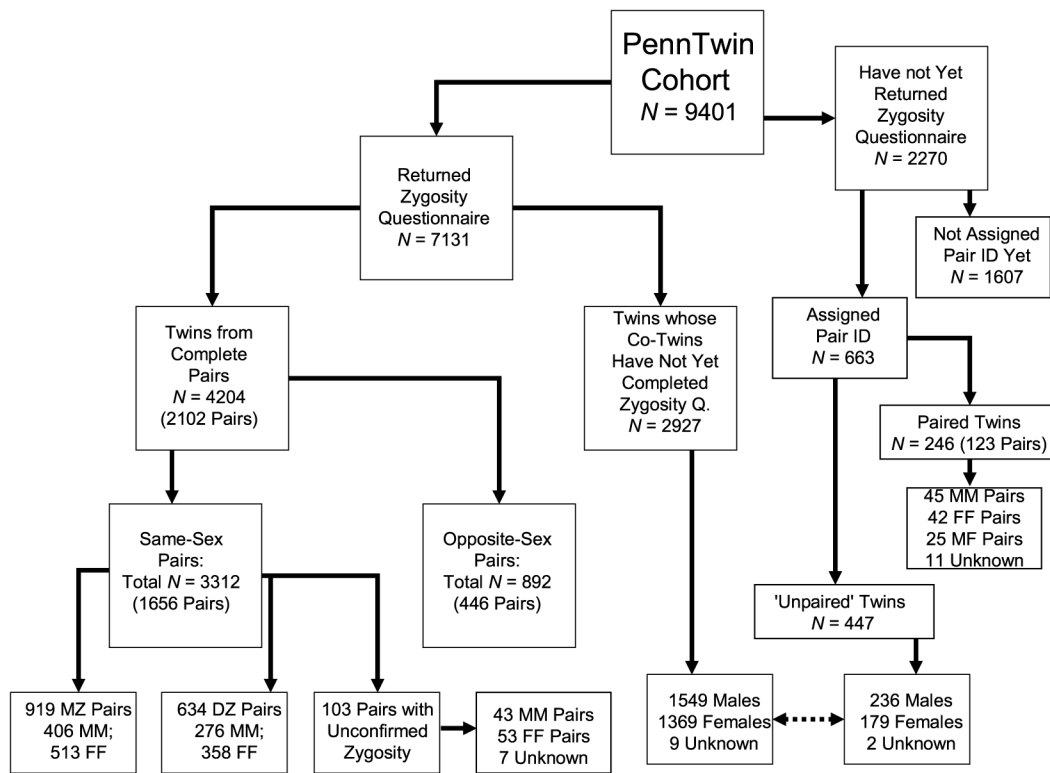 PennTwin
Cohort
N = 9401
Have not Yet
Returned
Zygosity
Questionnaire
N = 2270
Returned
Zygosity
Questionnaire
N = 7131
Not Assigned
Pair ID Yet
N = 1607
Twins from
Complete
Pairs
N = 4204
(2102 Pairs)
Twins whose
Co-Twins
Have Not Yet
Completed
Zygosity Q.
N = 2927
Assigned
Pair ID
N = 663
Paired Twins
N = 246 (123 Pairs)
45 MM Pairs
42 FF Pairs
25 MF Pairs
11 Unknown
Same-Sex
Pairs:
Total N = 3312
(1656 Pairs)
Opposite-Sex
Pairs:
Total N = 892
(446 Pairs)
'Unpaired' Twins
N = 447
919 MZ Pairs
406 MM;
513 FF
634 DZ Pairs
276 MM;
358 FF
103 Pairs with
Unconfirmed
Zygosity
43 MM Pairs
53 FF Pairs
7 Unknown
1549 Males
1369 Females
9 Unknown
236 Males
179 Females
2 Unknown